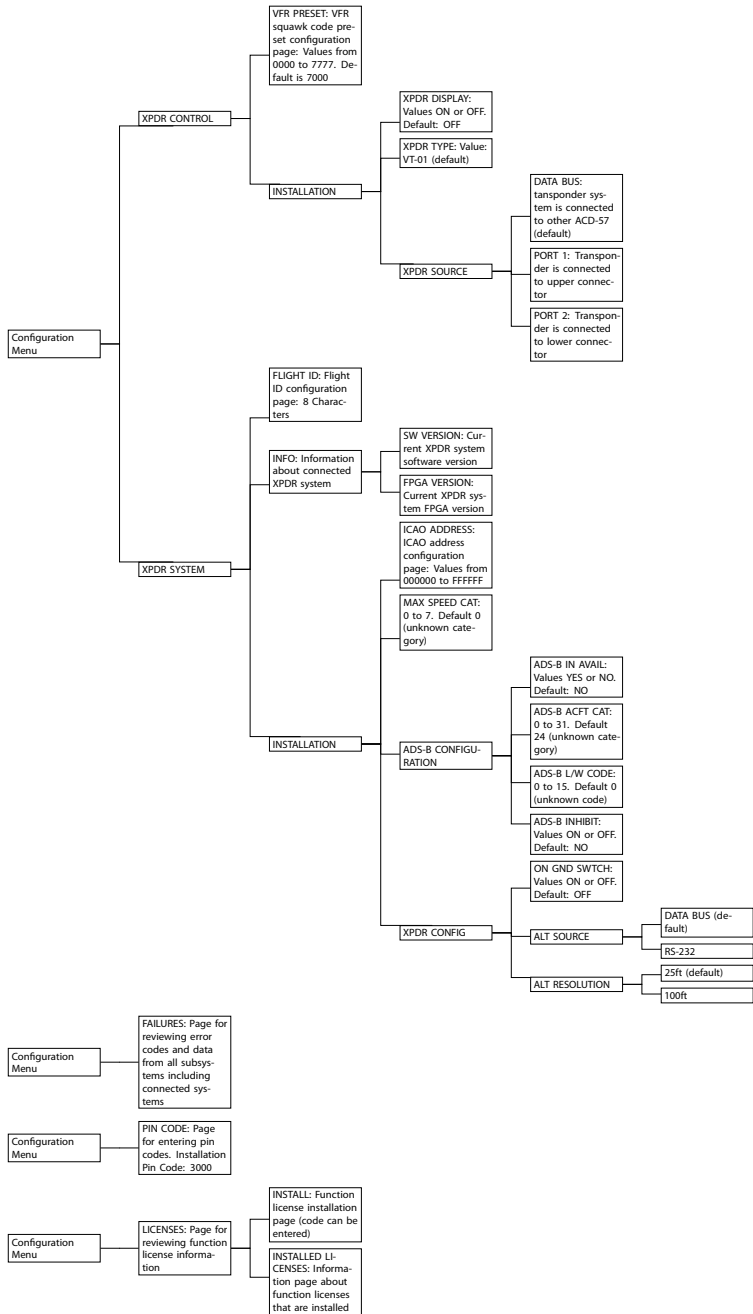 VFR PRESET: VFR
squawk code pre-
set configuration
page: Values from
0000 to 7777. De-
fault is 7000
XPDR CONTROL
XPDR DISPLAY:
Values ON or OFF.
Default: OFF
XPDR TYPE: Value:
VT-01 (default)
INSTALLATION
DATA BUS:
tansponder sys-
tem is connected
to other ACD-57
(default)
XPDR SOURCE
PORT 1: Transpon-
der is connected
to upper connec-
tor
PORT 2: Transpon-
der is connected
to lower connec-
tor
Configuration
Menu
FLIGHT ID: Flight
ID configuration
page: 8 Charac-
ters
INFO: Information
about connected
XPDR system
SW VERSION: Cur-
rent XPDR system
software version
FPGA VERSION:
Current XPDR sys-
tem FPGA version
XPDR SYSTEM
ICAO ADDRESS:
ICAO address
configuration
page: Values from
000000 to FFFFFF
MAX SPEED CAT:
0 to 7. Default 0
(unknown cate-
gory)
INSTALLATION
ADS-B CONFIGU-
RATION
ADS-B IN AVAIL:
Values YES or NO.
Default: NO
ADS-B ACFT CAT:
0 to 31. Default
24 (unknown cate-
gory)
ADS-B L/W CODE:
0 to 15. Default 0
(unknown code)
ADS-B INHIBIT:
Values ON or OFF.
Default: NO
XPDR CONFIG
ON GND SWTCH:
Values ON or OFF.
Default: OFF
ALT SOURCE
DATA BUS (de-
fault)
RS-232
ALT RESOLUTION
25ft (default)
100ft
Configuration
Menu
FAILURES: Page for
reviewing error
codes and data
from all subsys-
tems including
connected sys-
tems
Configuration
Menu
PIN CODE: Page
for entering pin
codes. Installation
Pin Code: 3000
Configuration
Menu
LICENSES: Page for
reviewing function
license informa-
tion
INSTALL: Function
license installation
page (code can be
entered)
INSTALLED LI-
CENSES: Informa-
tion page about
function licenses
that are installed